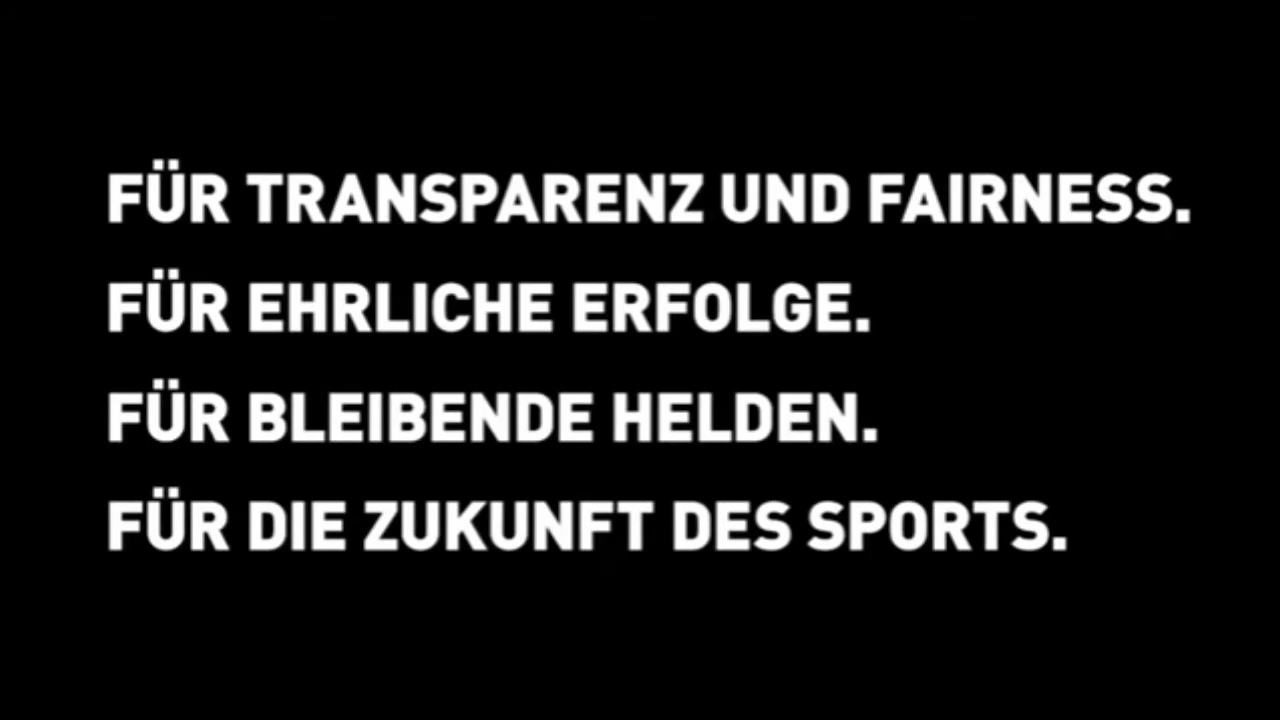 FÜR TRANSPARENZ UND FAIRNESS.
FÜR EHRLICHE ERFOLGE.
FÜR BLEIBENDE HELDEN.
FÜR DIE ZUKUNFT DES SPORTS.